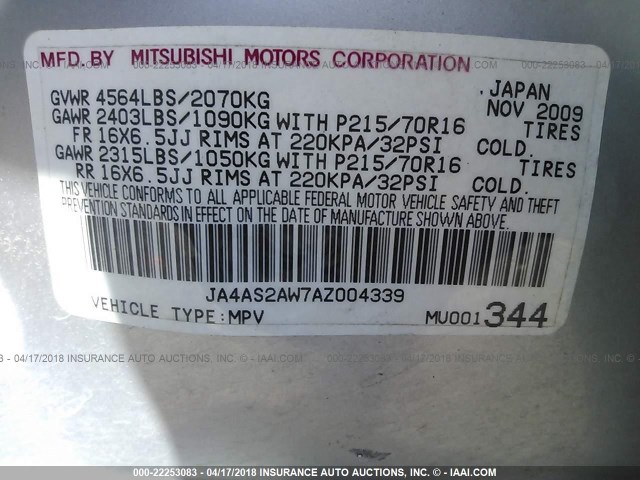 MFD.BY MITSUBISHI MOTORS CORPORATION
GVWR 4564LBS/2070KG JAPAN NOV 2009
GAWR 2403LBS/1090KG WITH P215/70R16 TIRES
FR 16X6.5JJ RIMS AT 220KPA/32PSI COLD.
GAWR 2315LBS/1050KG WITH P215/70R16 TIRES
RR 16X6.5JJ RIMS AT 220KPA/32PSI COLD.
THIS VEHICLE CONFORMS TO ALL APPLICABLE FEDERAL MOTOR VEHICLE SAFETY AND THEFT
PREVENTION STANDARDS IN EFFECT ON THE DATE OF MANUFACTURE SHOWN ABOVE.
JA4AS2AW7AZ004339
VEHICLE TYPE:MPV MU001344
000-22253083 - 04/17/2018 INSURANCE AUTO AUCTIONS, INC. © - IAAI.COM